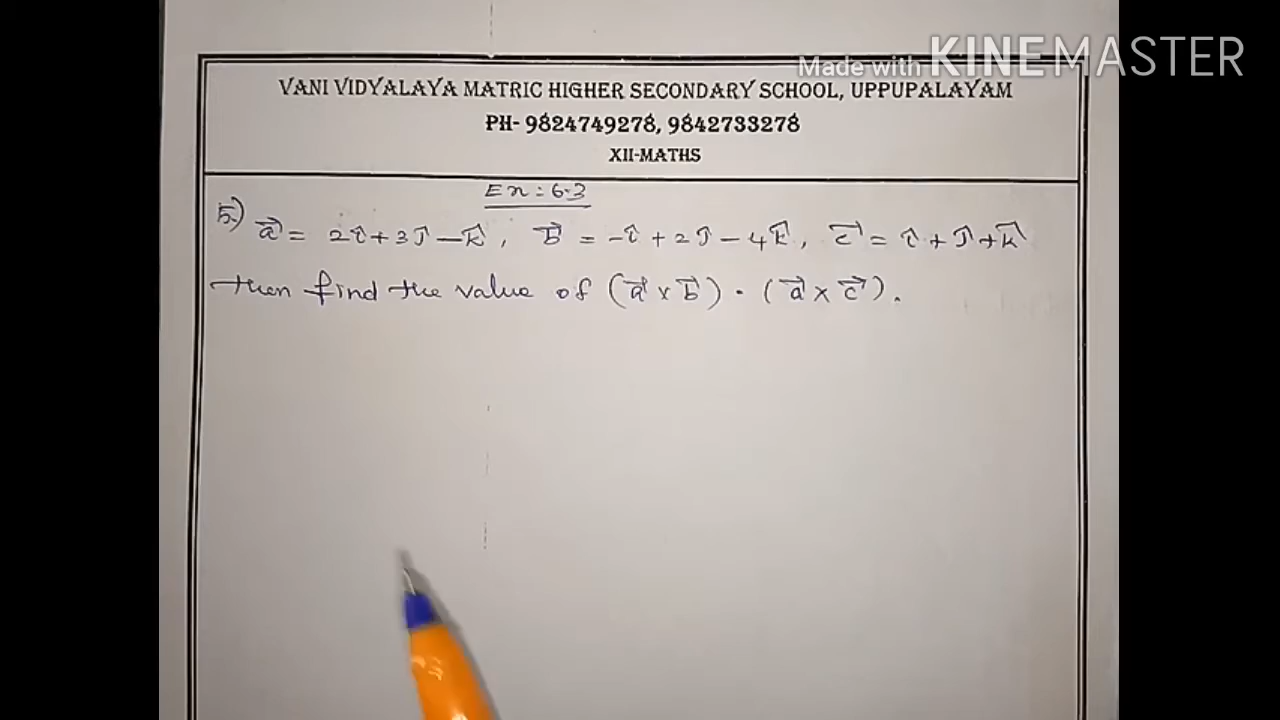 Made with KINEMASTER
VANI VIDYALAYA MATRIC HIGHER SECONDARY SCHOOL, UPPUPALAYAM
PH- 9824749278, 9842733278
XII-MATHS
Ex: 6.3
5.) a⃗ = 2î+3ĵ-k̂, b⃗ = -î+2ĵ-4k̂, c⃗ = î+ĵ+k̂
then find the value of (a⃗ x b⃗) · (a⃗ x c⃗).